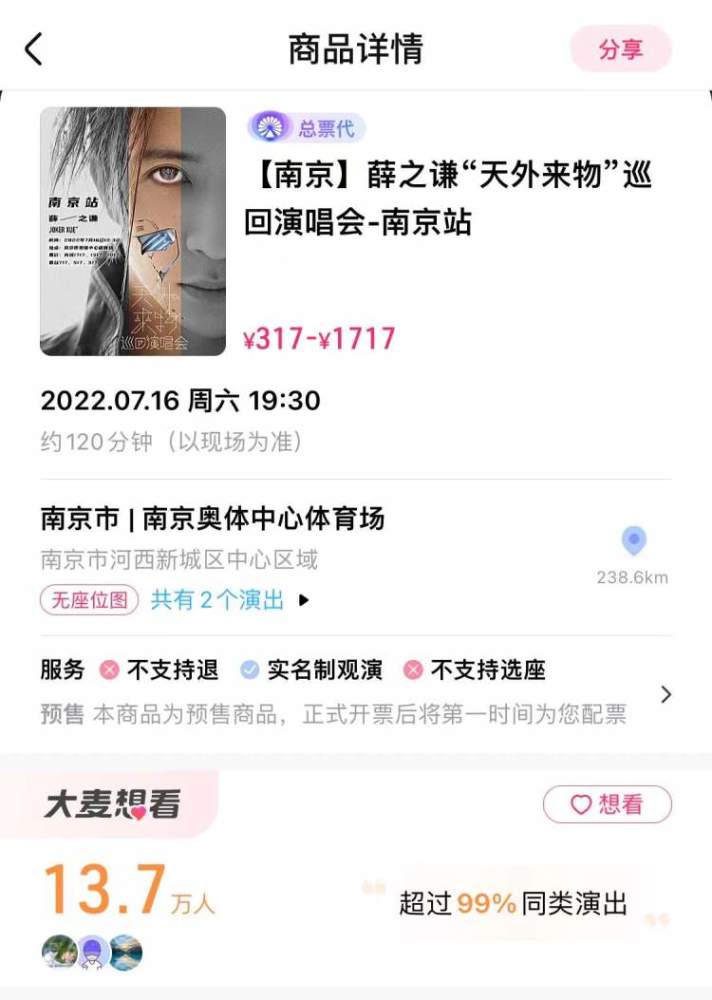 商品详情
分享
总票代
【南京】薛之谦“天外来物”巡
回演唱会-南京站
南京站
薛 之谦
JOKER XUE
天外
来物
巡回演唱会
¥317-¥1717
2022.07.16 周六 19:30
约120分钟（以现场为准）
南京市 | 南京奥体中心体育场
南京市河西新城区中心区域
238.6km
无座位图 共有2个演出
服务 不支持退 实名制观演 不支持选座
预售 本商品为预售商品，正式开票后将第一时间为您配票
大麦想看
想看
13.7万人
超过99%同类演出